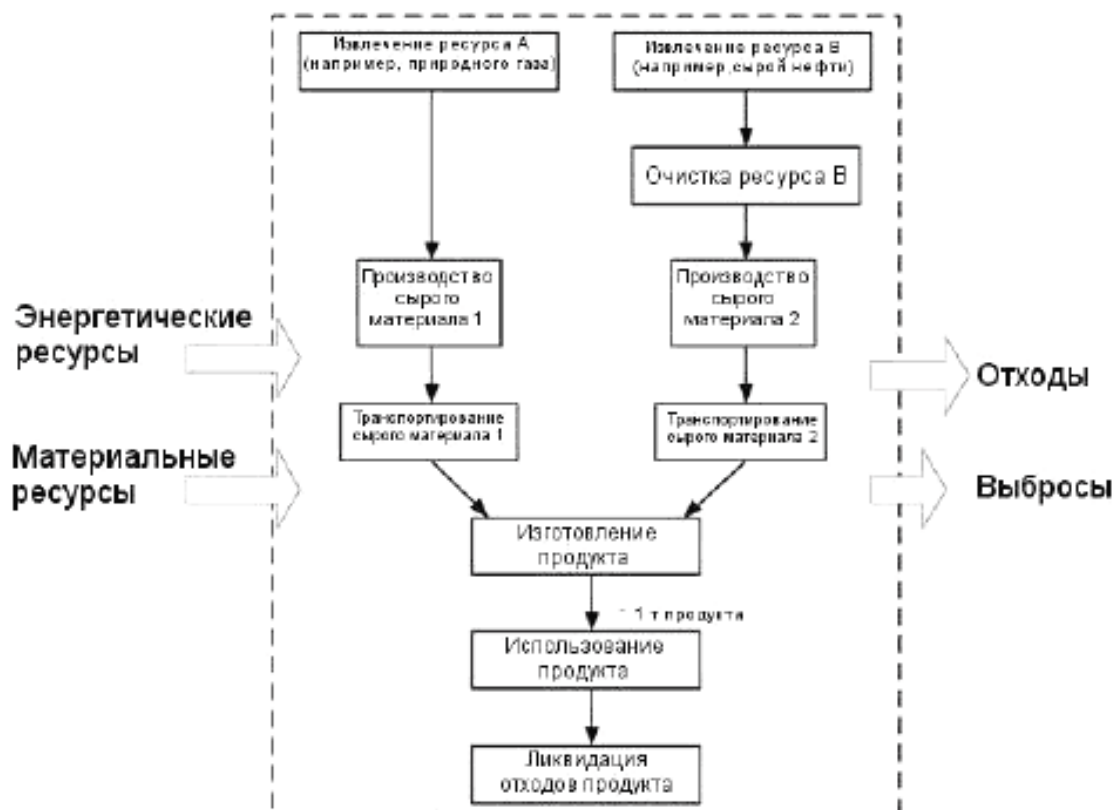 Извлечение ресурса А
(например, природного газа)
Извлечение ресурса В
(например,сырой нефти)
Очистка ресурса В
Производство
сырого
материала 1
Производство
сырого
материала 2
Энергетические
ресурсы
Отходы
Транспортирование
сырого материала 1
Транспортирование
сырого материала 2
Материальные
ресурсы
Выбросы
Изготовление
продукта
1 т продукта
Использование
продукта
Ликвидация
отходов продукта